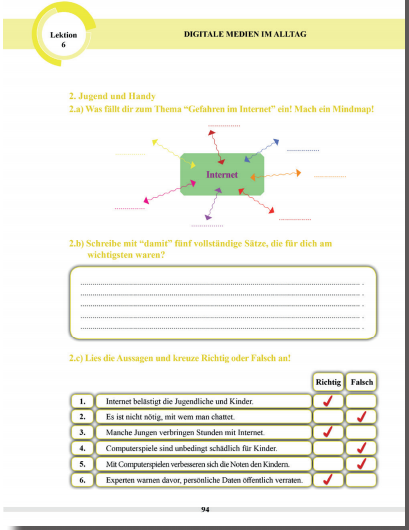 Lektion
6
DIGITALE MEDIEN IM ALLTAG
2. Jugend und Handy
2.a) Was fällt dir zum Thema “Gefahren im Internet” ein! Mach ein Mindmap!
Internet
2.b) Schreibe mit “damit” fünf vollständige Sätze, die für dich am
wichtigsten waren?
2.c) Lies die Aussagen und kreuze Richtig oder Falsch an!
Richtig Falsch
1. Internet belästigt die Jugendliche und Kinder.
2. Es ist nicht nötig, mit wem man chattet.
3. Manche Jungen verbringen Stunden mit Internet.
4. Computerspiele sind unbedingt schädlich für Kinder.
5. Mit Computerspielen verbesseren sich die Noten den Kindern.
6. Experten warnen davor, persönliche Daten öffentlich verraten.
94